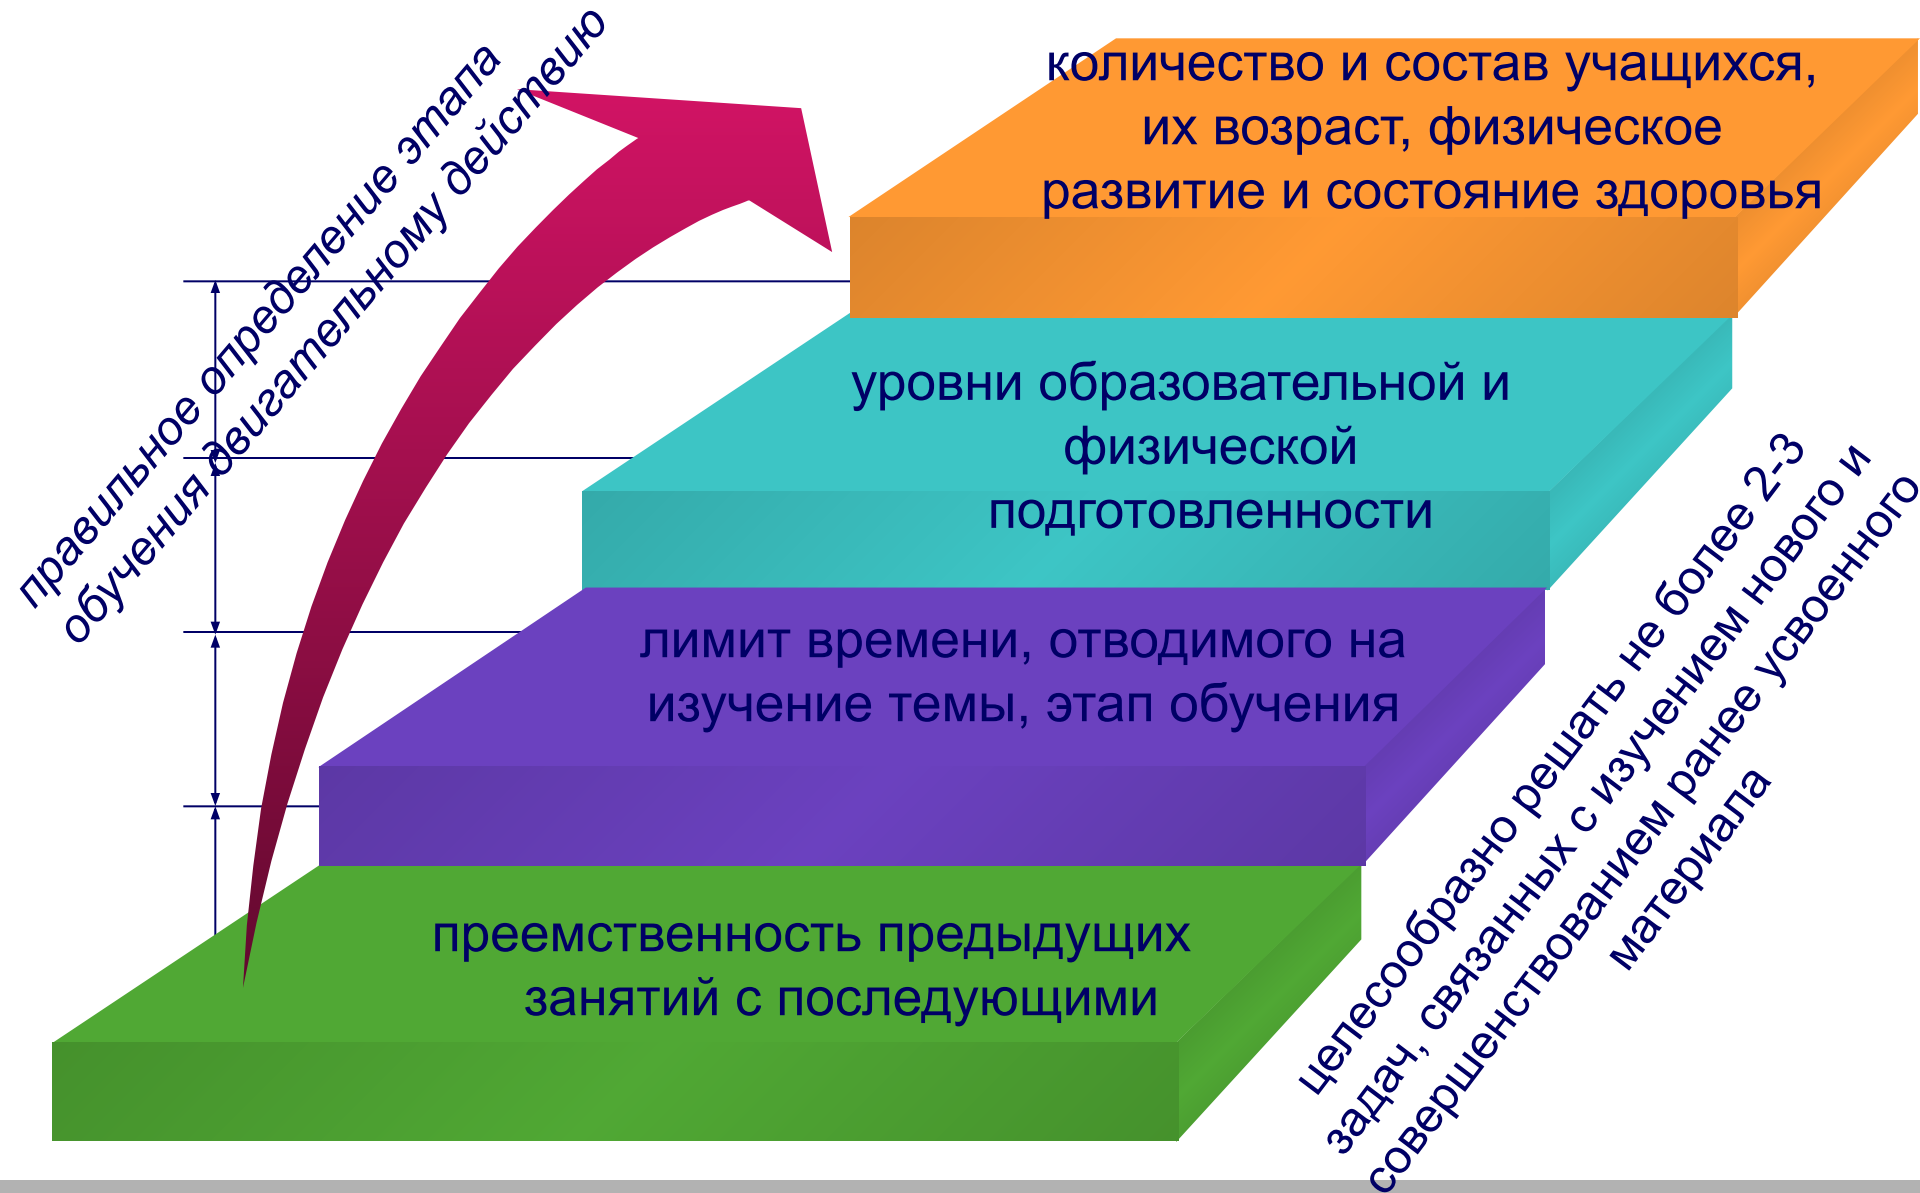 правильное определение этапа
обучения двигательному действию
количество и состав учащихся,
их возраст, физическое
развитие и состояние здоровья
уровни образовательной и
физической
подготовленности
лимит времени, отводимого на
изучение темы, этап обучения
преемственность предыдущих
занятий с последующими
целесообразно решать не более 2-3
задач, связанных с изучением нового и
совершенствованием ранее усвоенного
материала